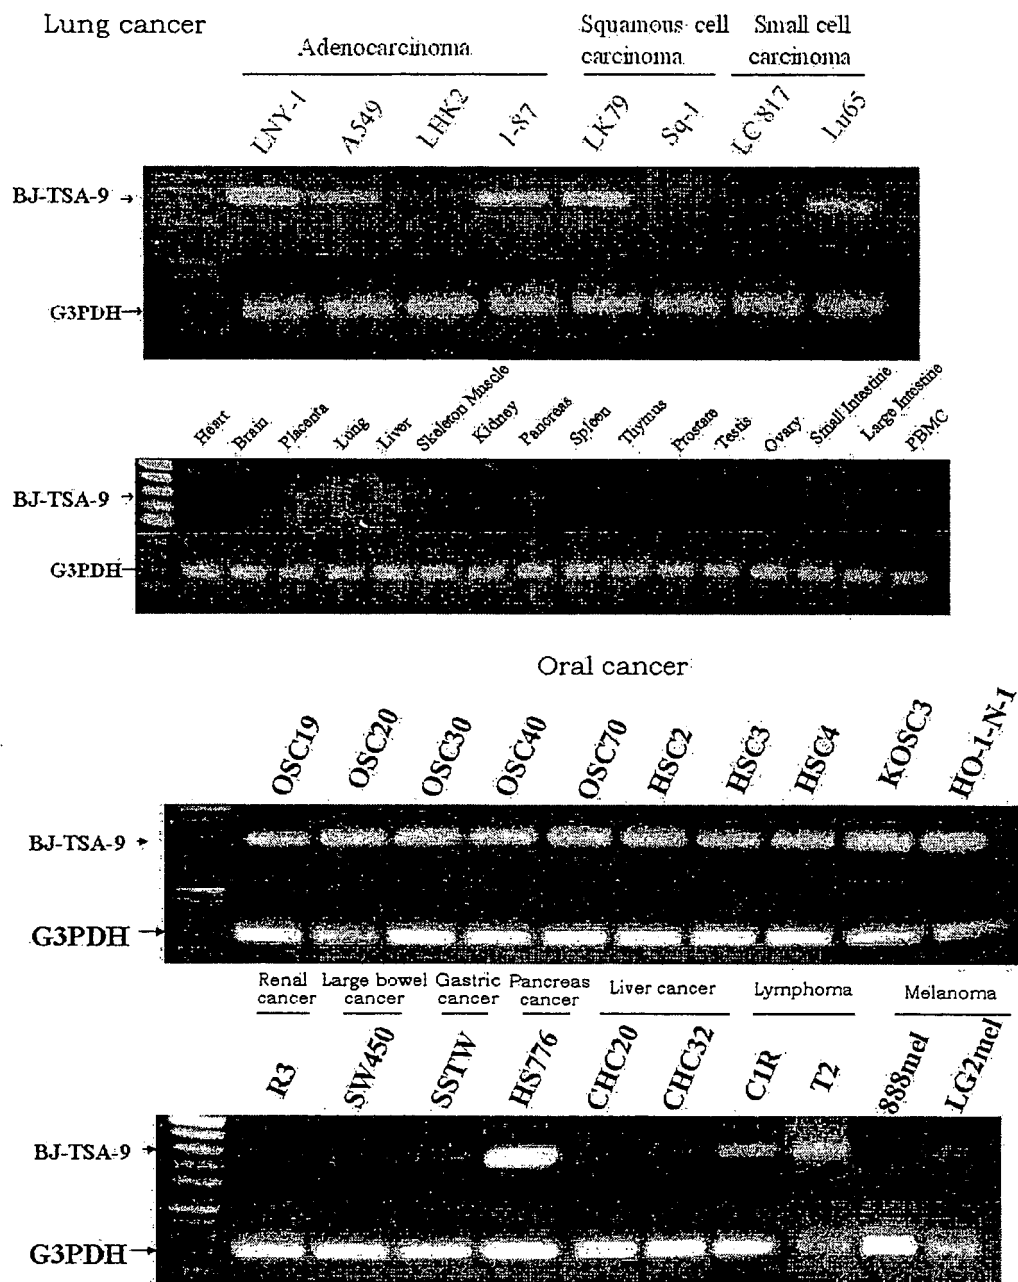 Lung cancer
Adenocarcinoma
Squamous cell
carcinoma
Small cell
carcinoma
LNY-1 A549 LHK2 1-87 LK79 Sq-1 LC817 Lu65
BJ-TSA-9
G3PDH
Heart Brain Placenta Lung Liver Skeleton Muscle Kidney Pancreas Spleen Thymus Prostate Testis Ovary Small Intestine Large Intestine PBMC
BJ-TSA-9
G3PDH
Oral cancer
OSC19 OSC20 OSC30 OSC40 OSC70 HSC2 HSC3 HSC4 KOSC3 HO-1-N-1
BJ-TSA-9
G3PDH
Renal
cancer
Large bowel
cancer
Gastric
cancer
Pancreas
cancer
Liver cancer
Lymphoma
Melanoma
R3 SW450 SSTW HS776 CHC20 CHC32 C1R T2 888mel LG2mel
BJ-TSA-9
G3PDH